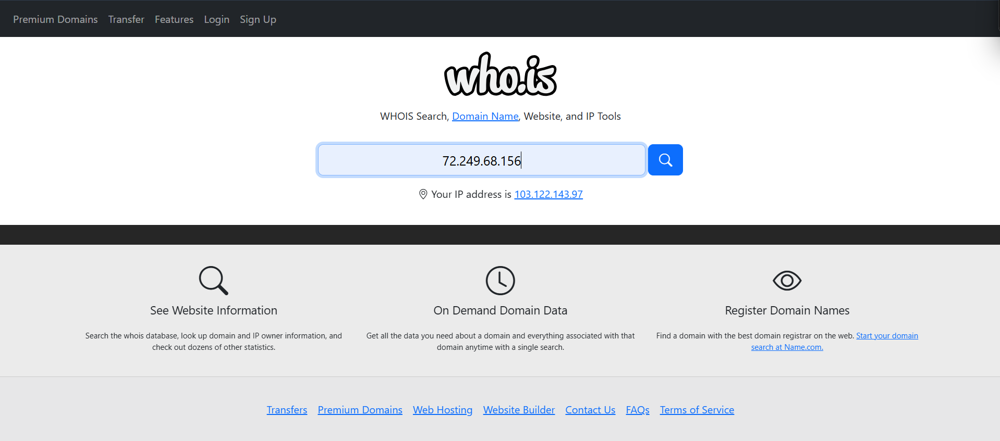 Premium Domains Transfer Features Login Sign Up
who.is
WHOIS Search, Domain Name, Website, and IP Tools
72.249.68.156
Your IP address is 103.122.143.97
See Website Information
Search the whois database, look up domain and IP owner information, and
check out dozens of other statistics.
On Demand Domain Data
Get all the data you need about a domain and everything associated with that
domain anytime with a single search.
Register Domain Names
Find a domain with the best domain registrar on the web. Start your domain
search at Name.com.
Transfers Premium Domains Web Hosting Website Builder Contact Us FAQs Terms of Service